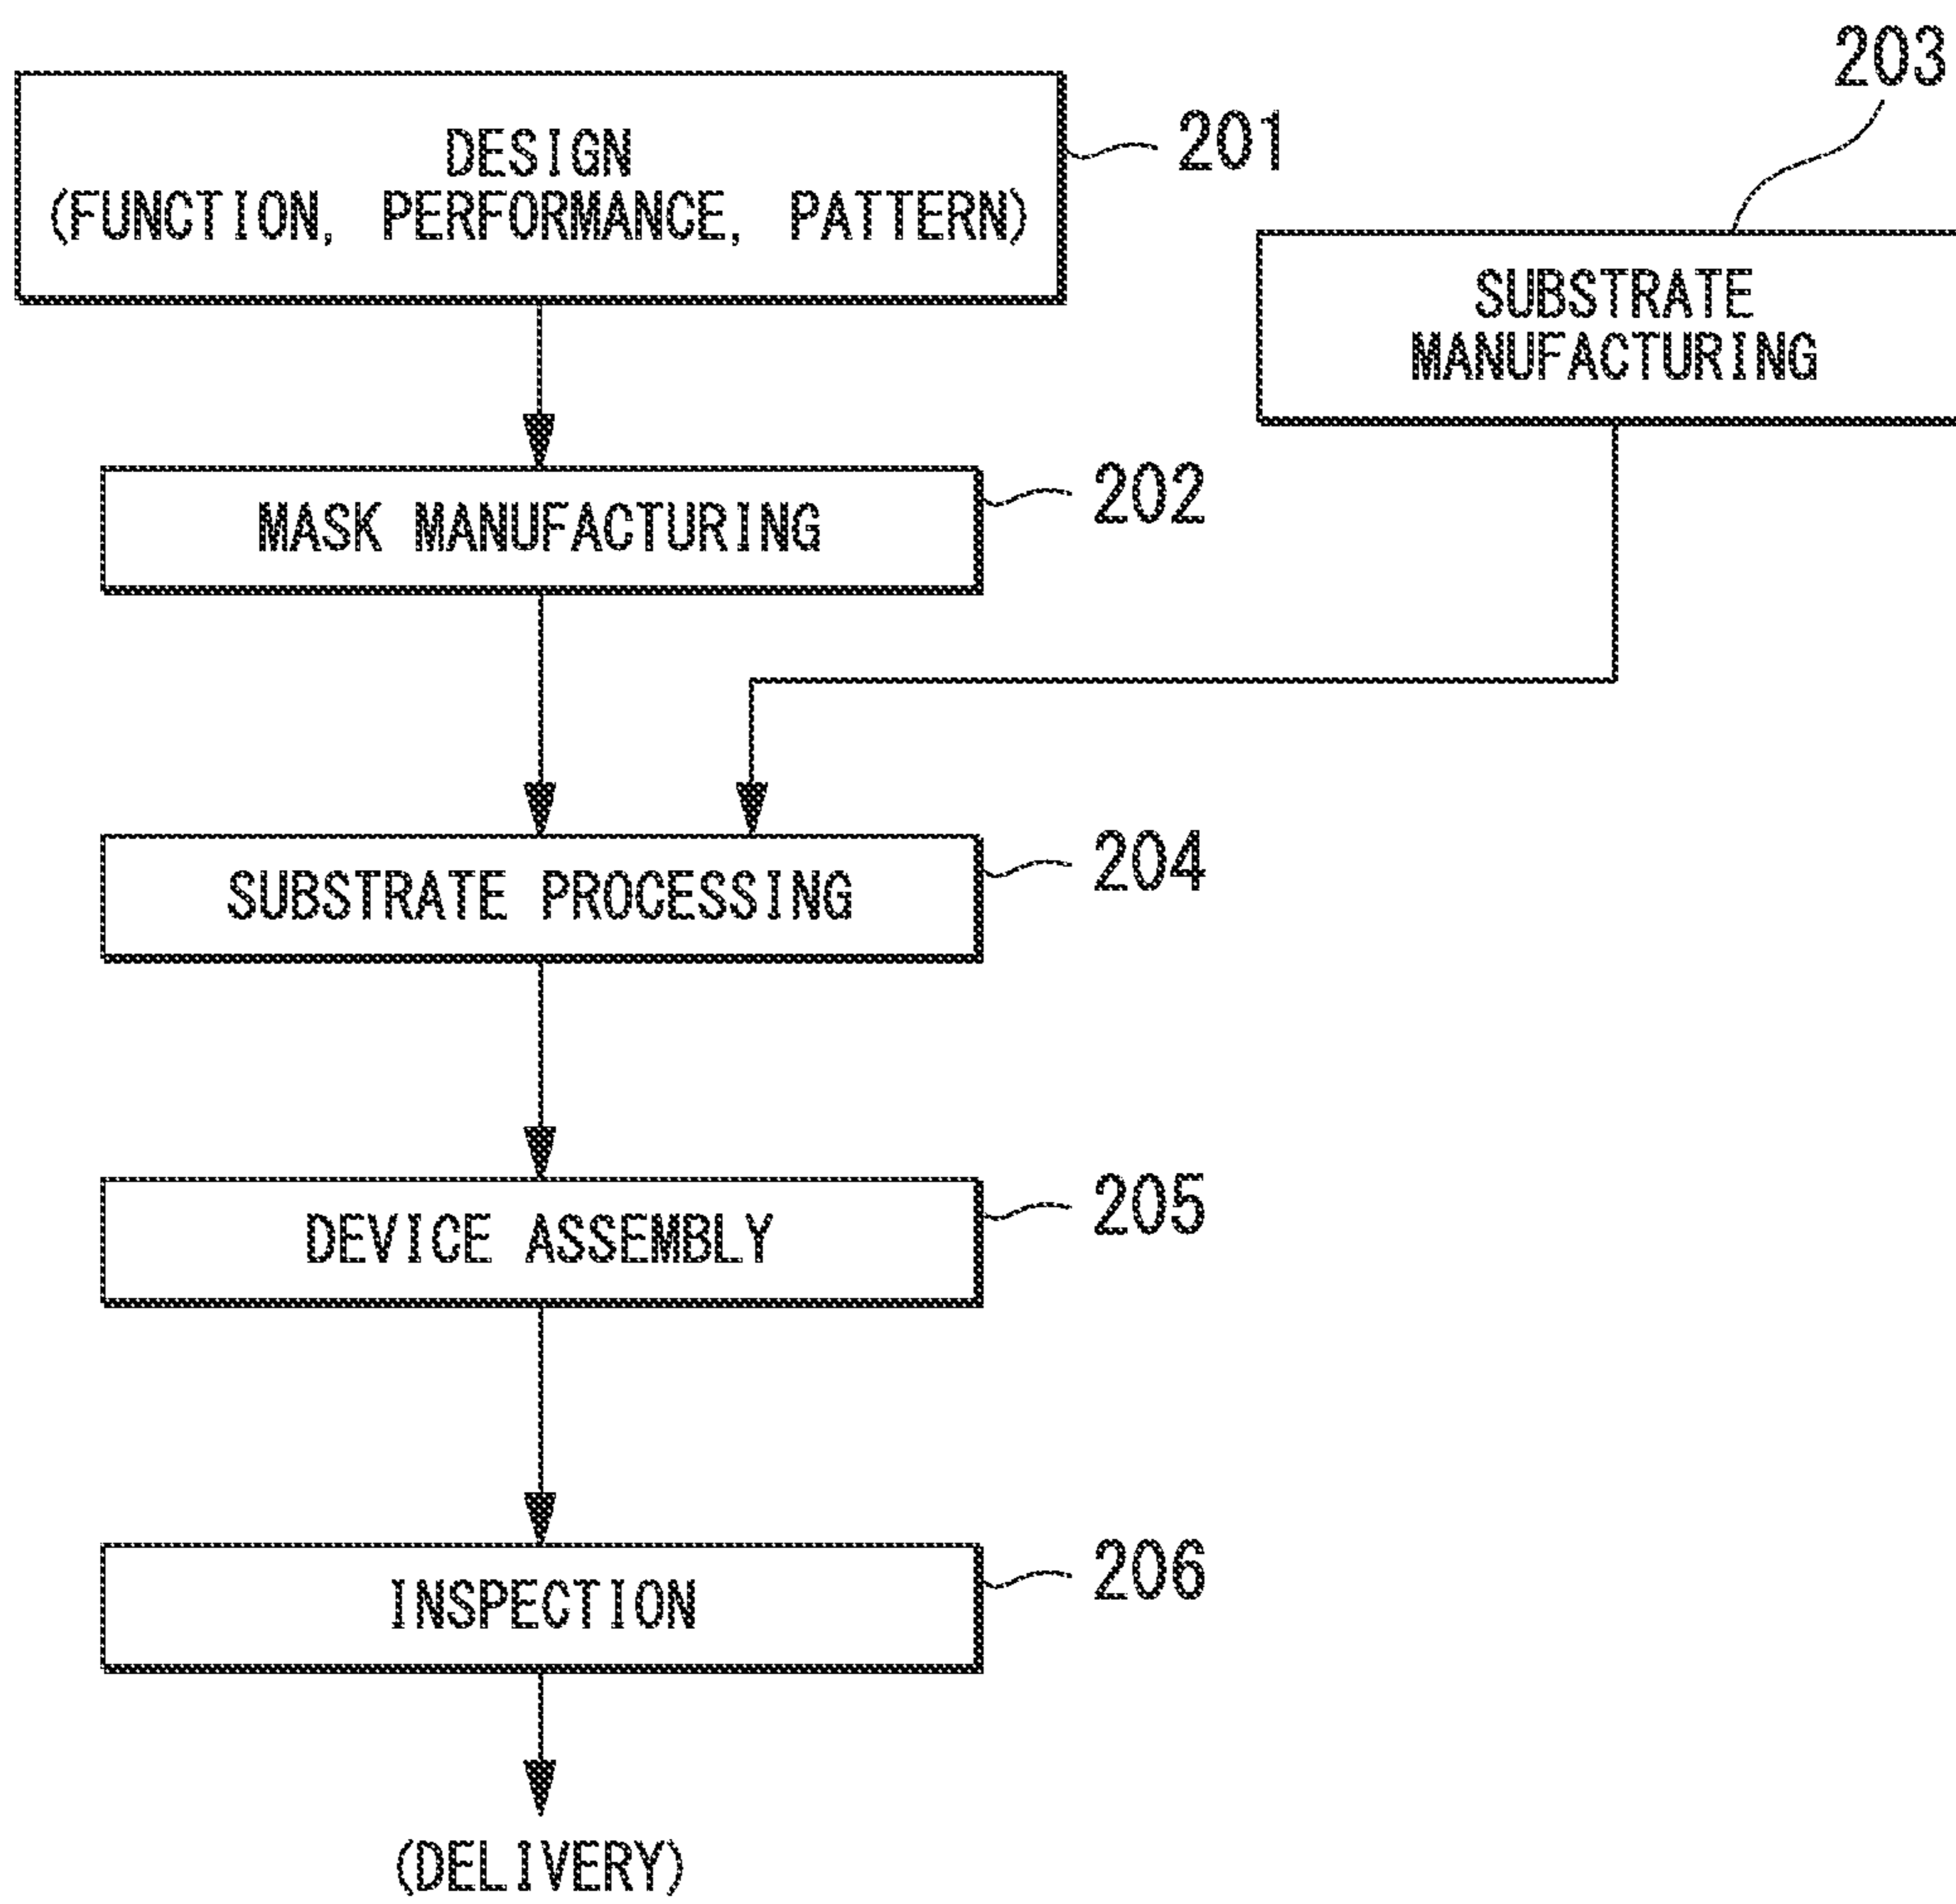 203
DESIGN
(FUNCTION, PERFORMANCE, PATTERN)
201
SUBSTRATE
MANUFACTURING
MASK MANUFACTURING
202
SUBSTRATE PROCESSING
204
DEVICE ASSEMBLY
205
INSPECTION
206
(DELIVERY)